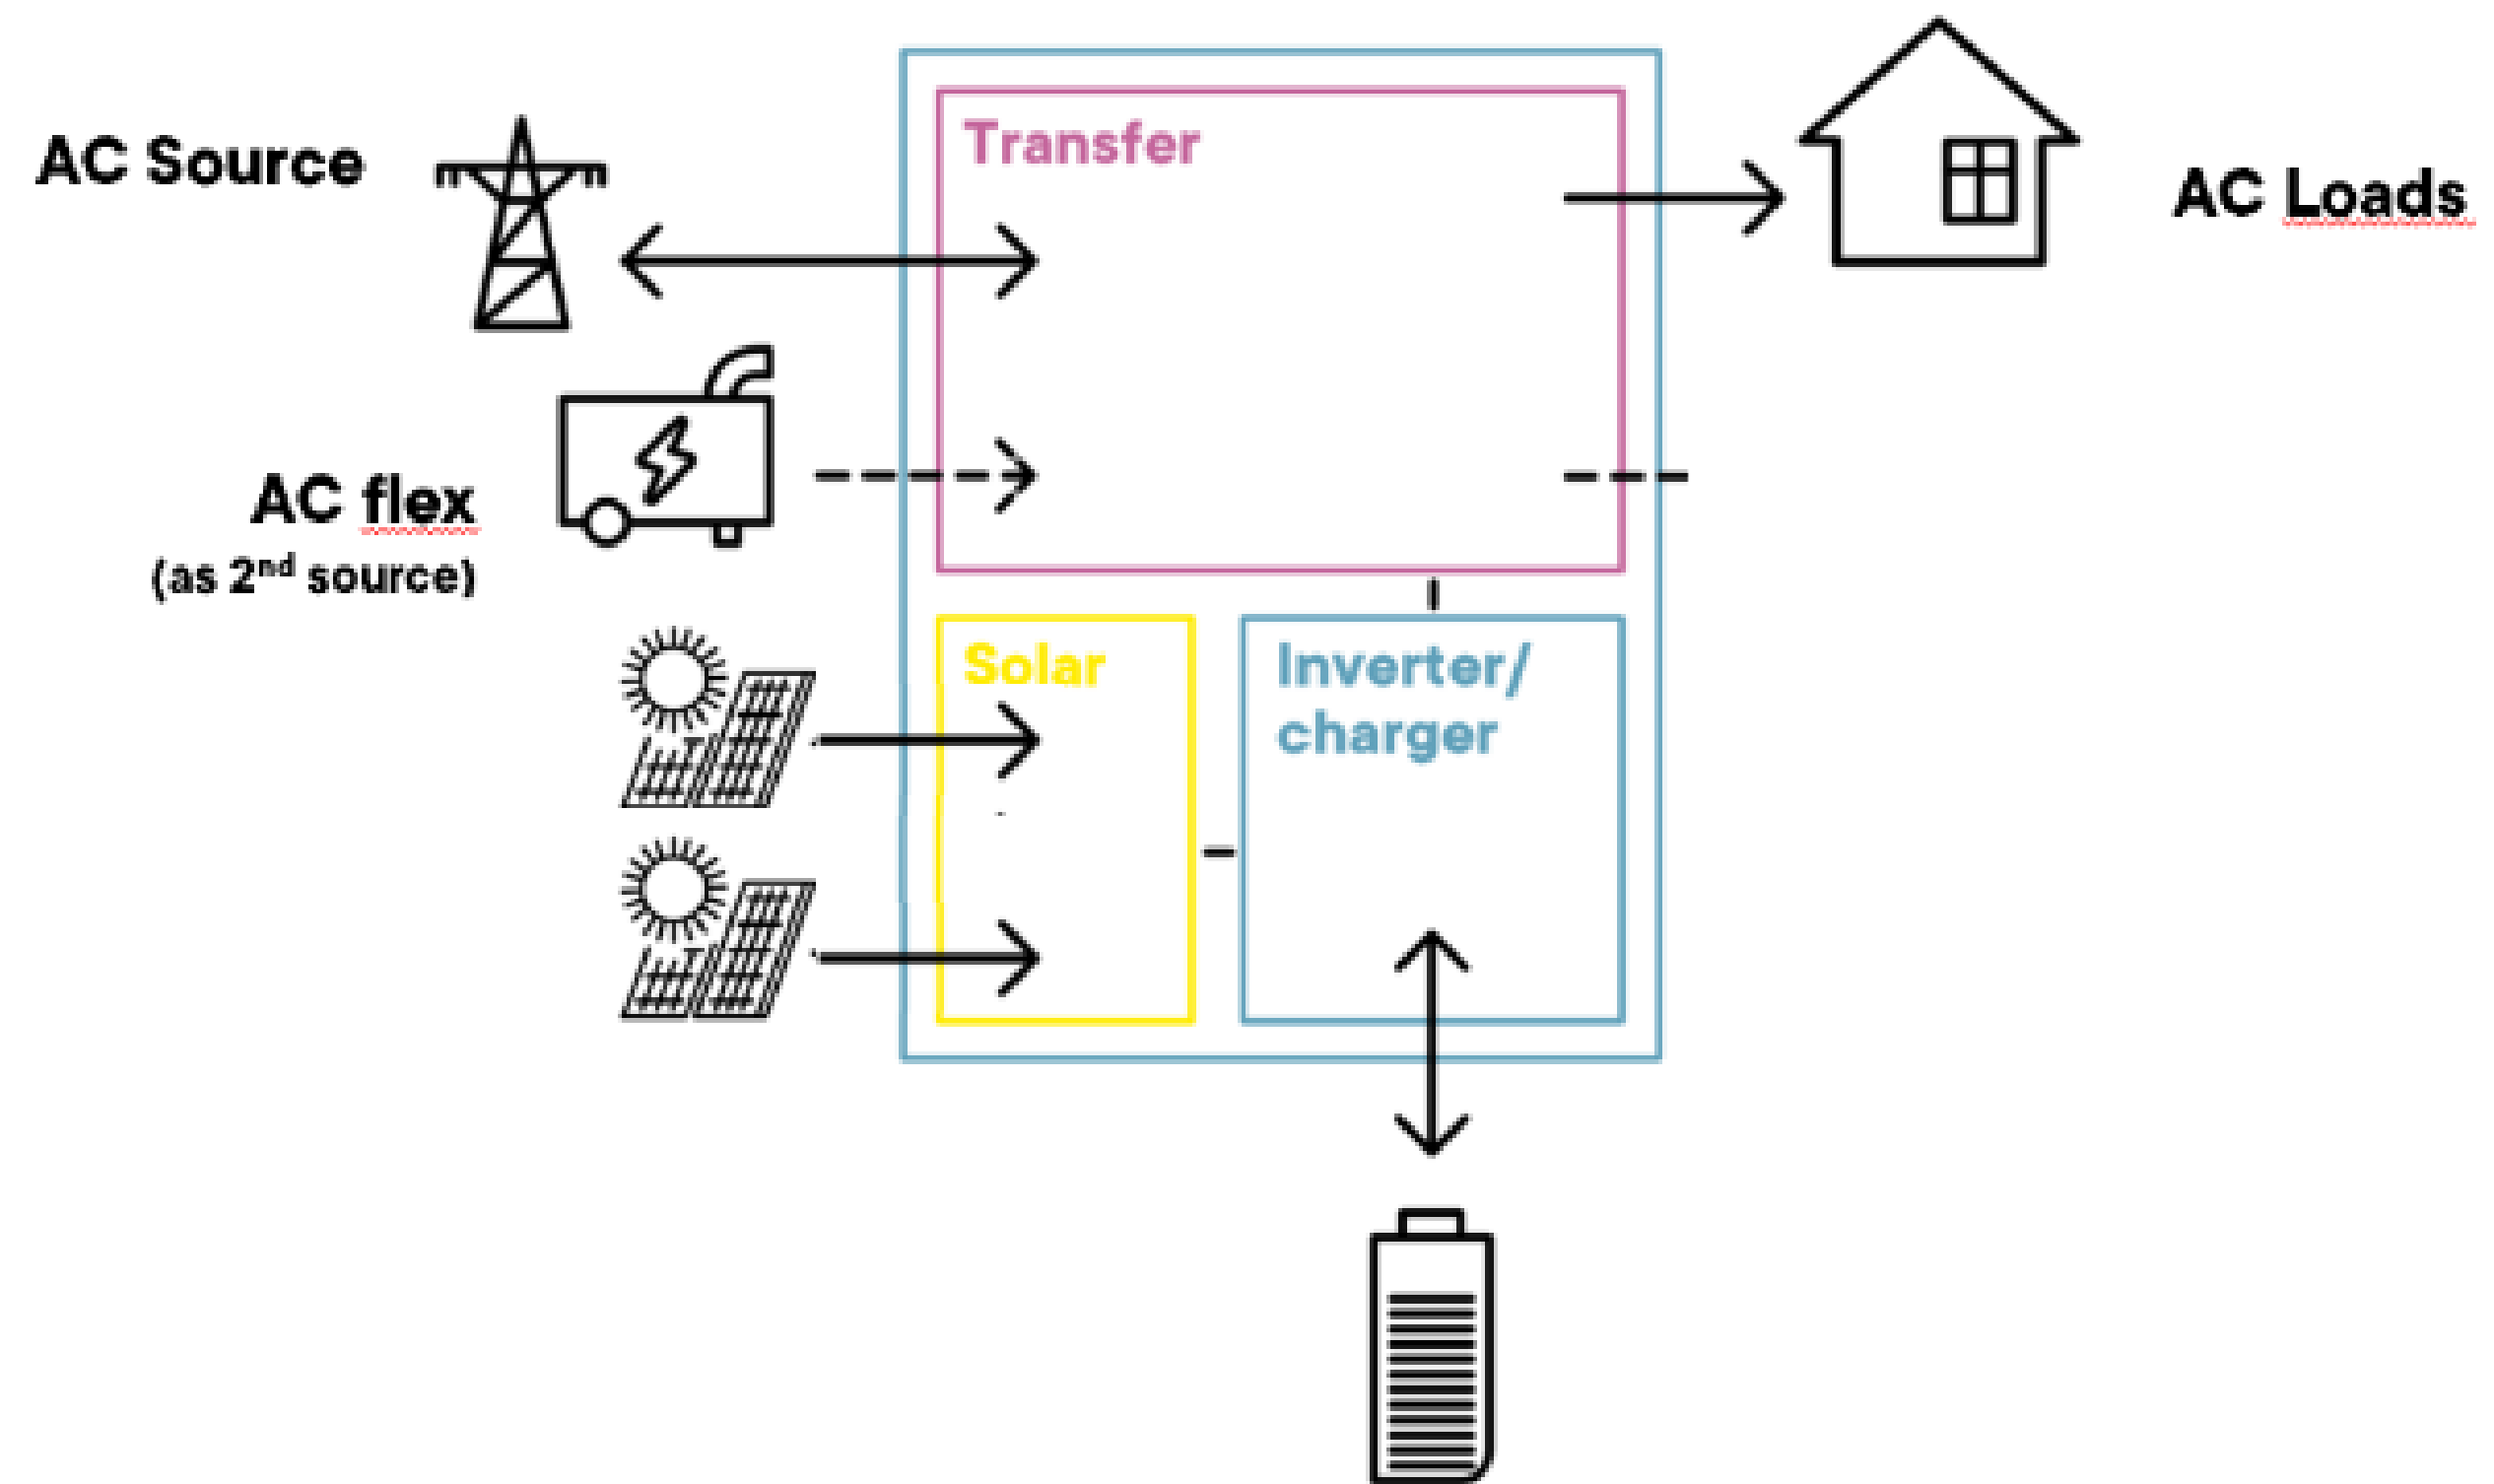 AC Source
Transfer
AC Loads
AC flex
(as 2nd source)
Solar
Inverter/
charger